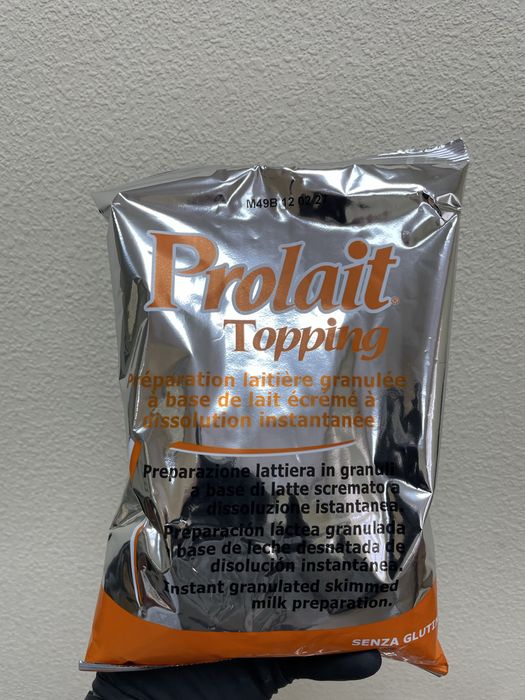 M49B 12 02 27
Prolait®
Topping
Préparation laitière granulée
à base de lait écrémé à
dissolution instantanée
Preparazione lattiera in granuli
a base di latte scremato a
dissoluzione istantanea.
Preparación láctea granulada
base de leche desnatada de
disolución instantánea.
Instant granulated skimmed
milk preparation.
SENZA GLUTI